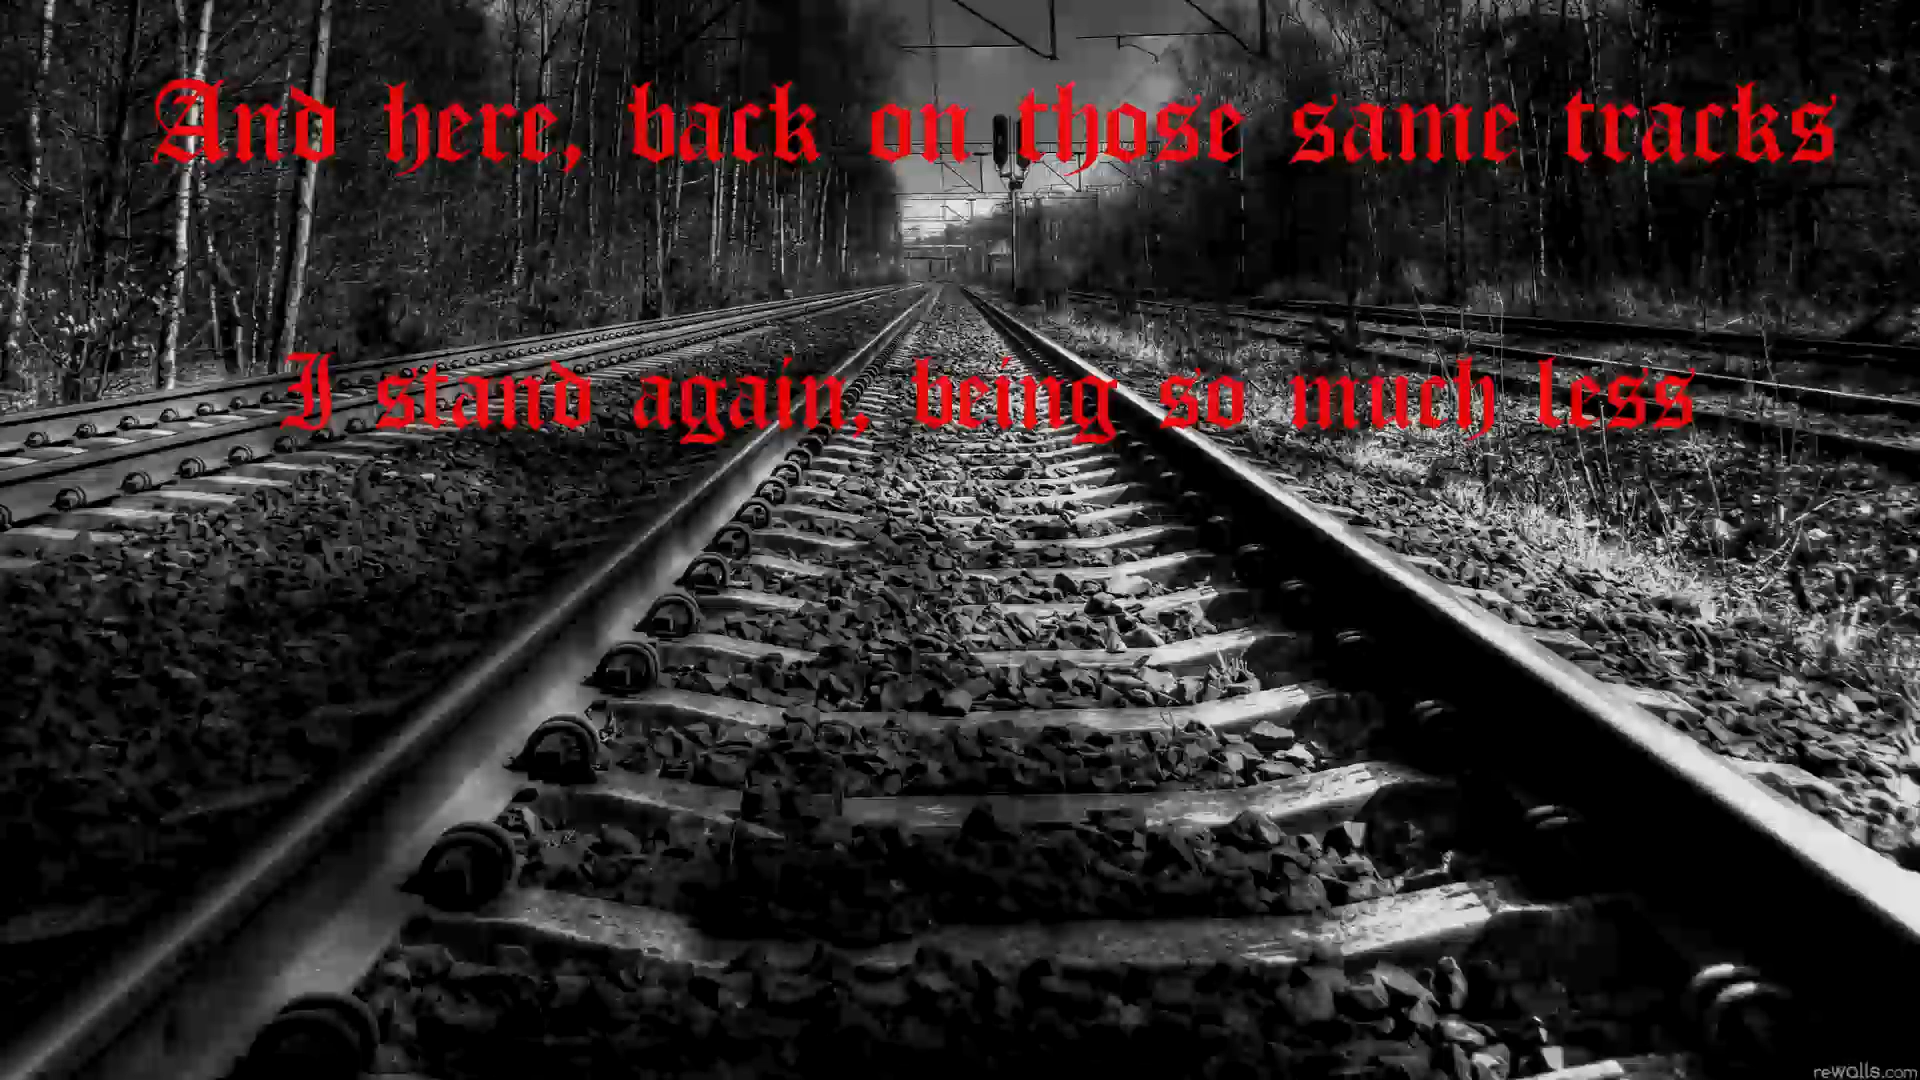 And here, back on those same tracks
I stand again, being so much less
rewalls.com